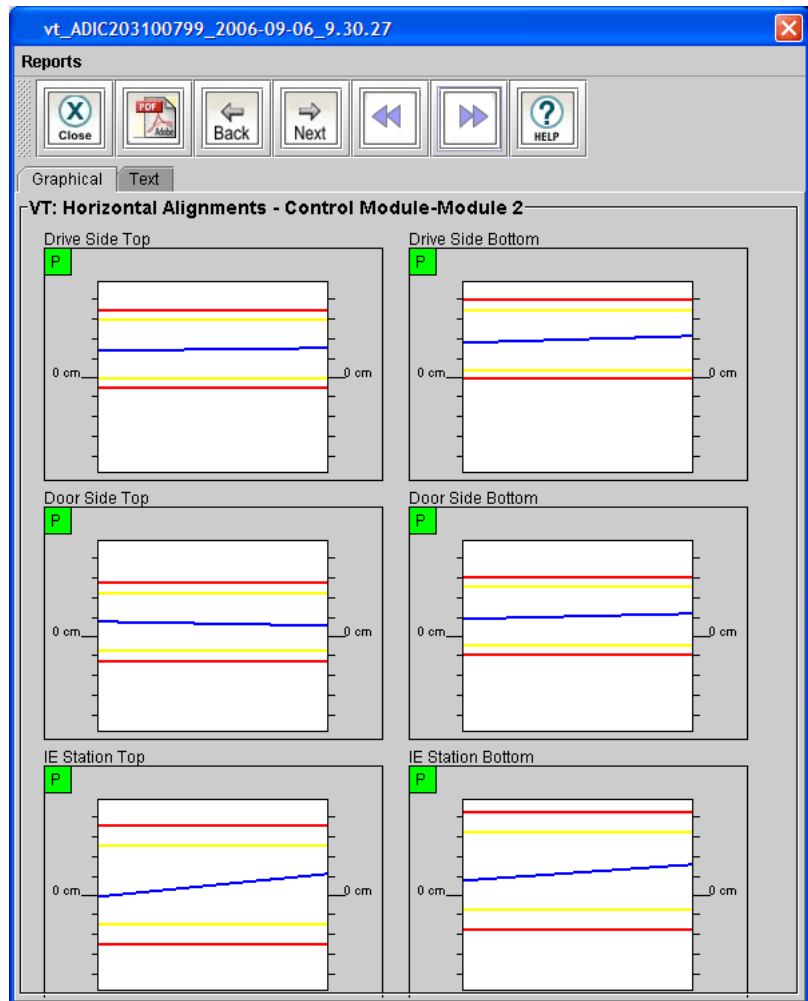 vt_ADIC203100799_2006-09-06_9.30.27
Reports
X Close
PDF Adobe
Back
Next
? HELP
Graphical Text
VT: Horizontal Alignments - Control Module-Module 2
Drive Side Top Drive Side Bottom
P P
0 cm 0 cm 0 cm 0 cm
Door Side Top Door Side Bottom
P P
0 cm 0 cm 0 cm 0 cm
IE Station Top IE Station Bottom
P P
0 cm 0 cm 0 cm 0 cm